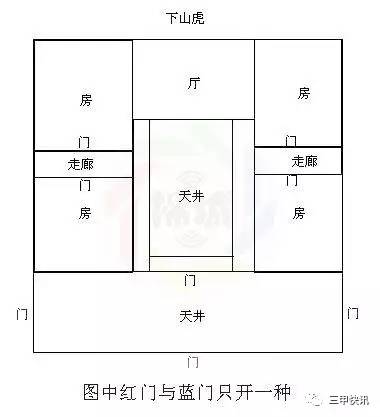 下山虎
房 厅 房
门 门
走廊 走廊
门 门
天井
房 房
门
门 天井 门
门
图中红门与蓝门只开一种
三甲快讯